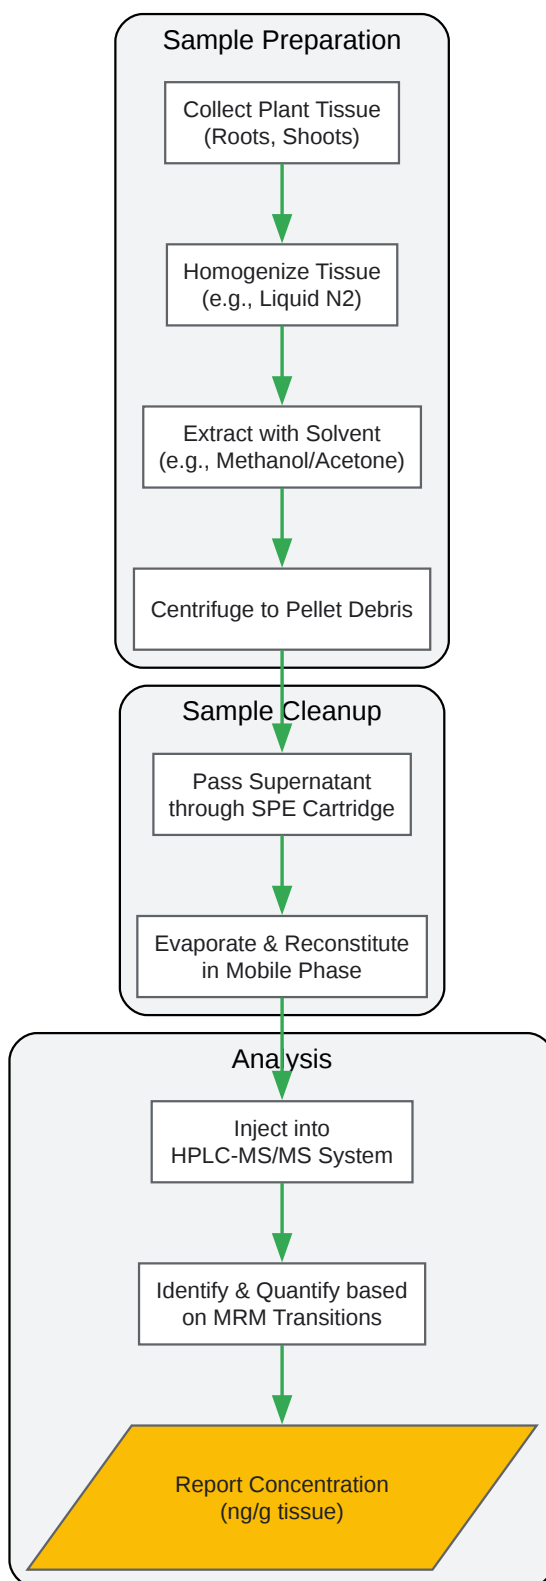 Sample Preparation
Collect Plant Tissue
(Roots, Shoots)
Homogenize Tissue
(e.g., Liquid N2)
Extract with Solvent
(e.g., Methanol/Acetone)
Centrifuge to Pellet Debris
Sample Cleanup
Pass Supernatant
through SPE Cartridge
Evaporate & Reconstitute
in Mobile Phase
Analysis
Inject into
HPLC-MS/MS System
Identify & Quantify based
on MRM Transitions
Report Concentration
(ng/g tissue)